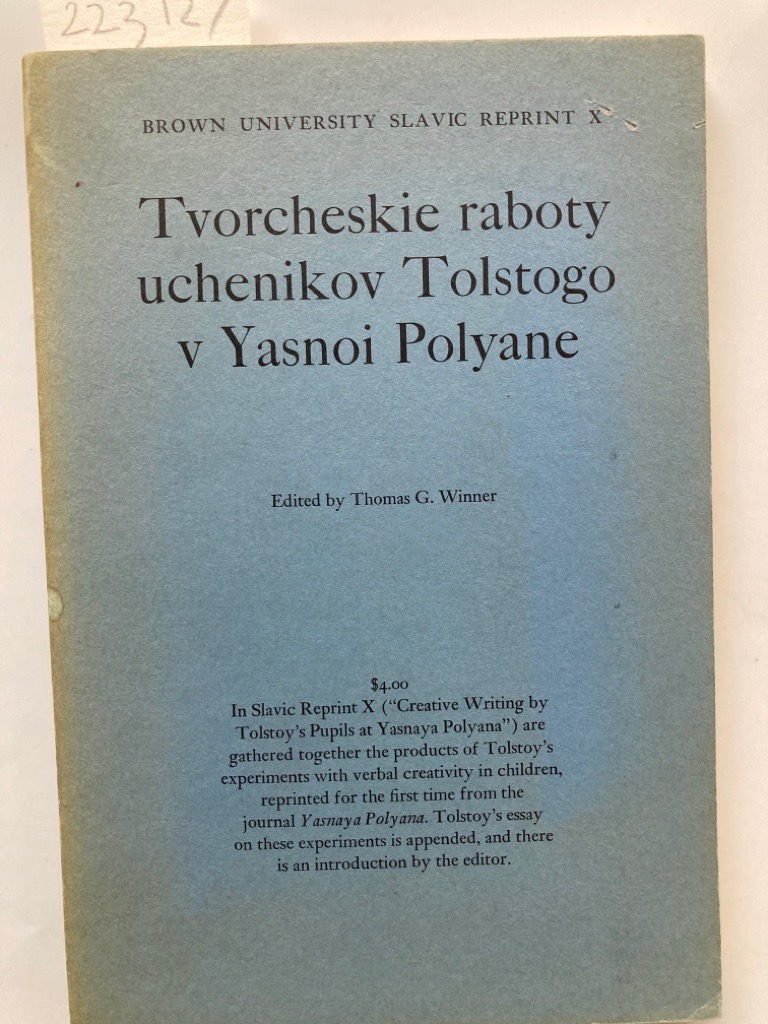 223127
BROWN UNIVERSITY SLAVIC REPRINT X
Tvorcheskie raboty
uchenikov Tolstogo
v Yasnoi Polyane
Edited by Thomas G. Winner
$4.00
In Slavic Reprint X (“Creative Writing by
Tolstoy’s Pupils at Yasnaya Polyana”) are
gathered together the products of Tolstoy’s
experiments with verbal creativity in children,
reprinted for the first time from the
journal Yasnaya Polyana. Tolstoy’s essay
on these experiments is appended, and there
is an introduction by the editor.